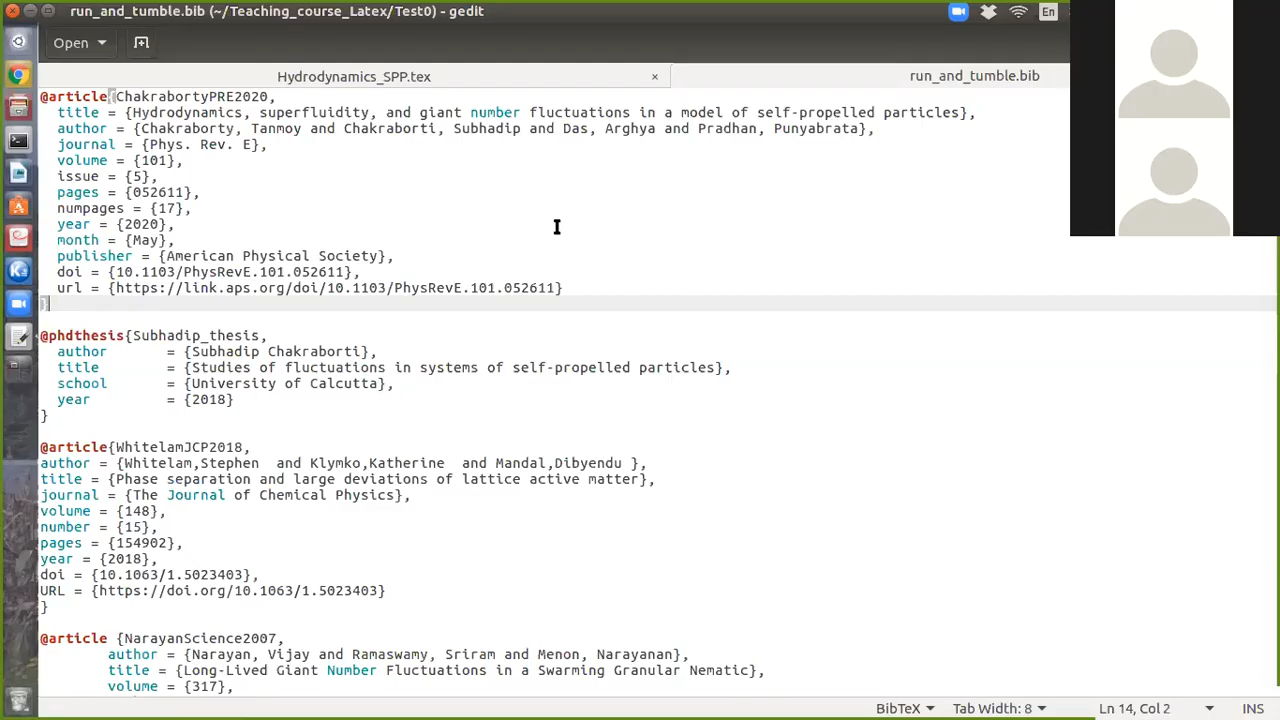 run_and_tumble.bib (~/Teaching_course_Latex/Test0) - gedit
En
Open
Hydrodynamics_SPP.tex ×
run_and_tumble.bib
@article{ChakrabortyPRE2020,
  title = {Hydrodynamics, superfluidity, and giant number fluctuations in a model of self-propelled particles},
  author = {Chakraborty, Tanmoy and Chakraborti, Subhadip and Das, Arghya and Pradhan, Punyabrata},
  journal = {Phys. Rev. E},
  volume = {101},
  issue = {5},
  pages = {052611},
  numpages = {17},
  year = {2020},
  month = {May},
  publisher = {American Physical Society},
  doi = {10.1103/PhysRevE.101.052611},
  url = {https://link.aps.org/doi/10.1103/PhysRevE.101.052611}
}
@phdthesis{Subhadip_thesis,
  author       = {Subhadip Chakraborti},
  title        = {Studies of fluctuations in systems of self-propelled particles},
  school       = {University of Calcutta},
  year         = {2018}
}
@article{WhitelamJCP2018,
author = {Whitelam,Stephen  and Klymko,Katherine  and Mandal,Dibyendu },
title = {Phase separation and large deviations of lattice active matter},
journal = {The Journal of Chemical Physics},
volume = {148},
number = {15},
pages = {154902},
year = {2018},
doi = {10.1063/1.5023403},
URL = {https://doi.org/10.1063/1.5023403}
}
@article {NarayanScience2007,
        author = {Narayan, Vijay and Ramaswamy, Sriram and Menon, Narayanan},
        title = {Long-Lived Giant Number Fluctuations in a Swarming Granular Nematic},
        volume = {317},
BibTeX Tab Width: 8 Ln 14, Col 2 INS